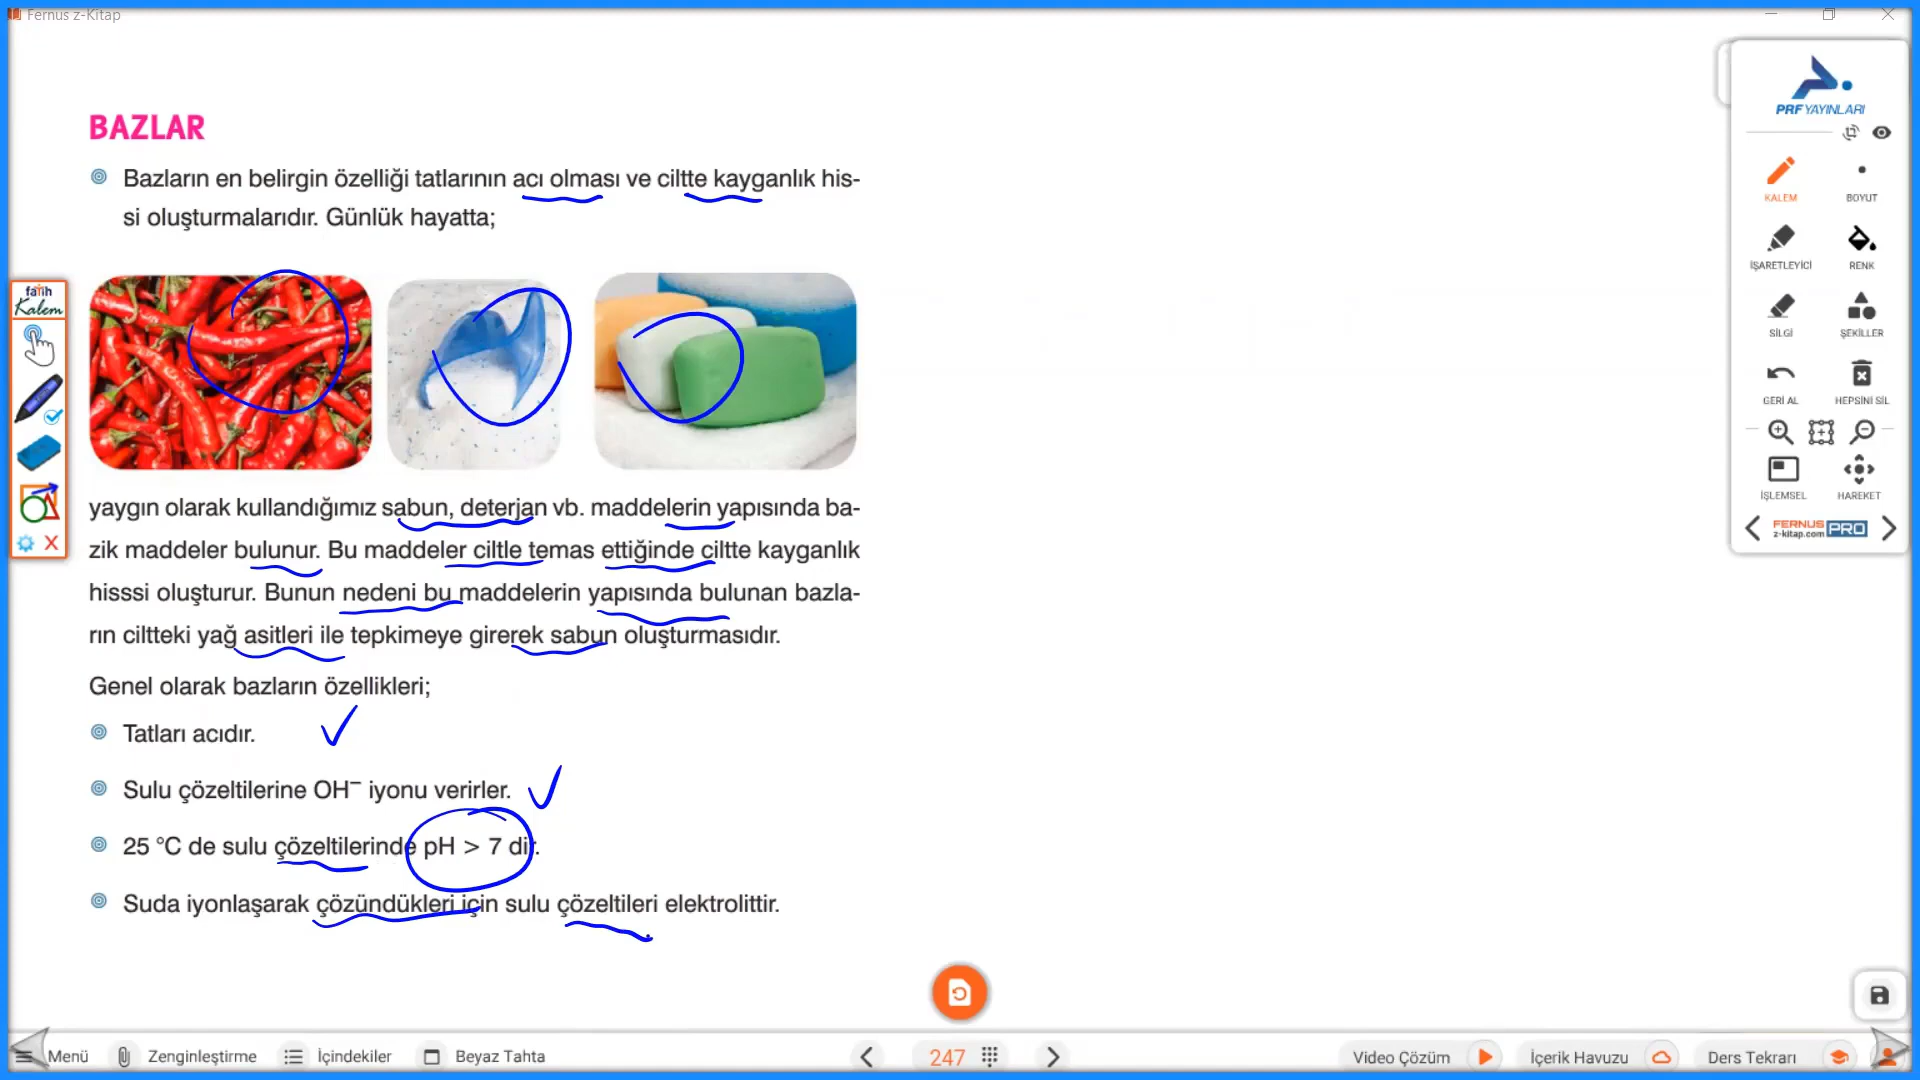 Fernus z-Kitap
BAZLAR
Bazların en belirgin özelliği tatlarının acı olması ve ciltte kayganlık his-
si oluşturmalarıdır. Günlük hayatta;
yaygın olarak kullandığımız sabun, deterjan vb. maddelerin yapısında ba-
zik maddeler bulunur. Bu maddeler ciltle temas ettiğinde ciltte kayganlık
hisssi oluşturur. Bunun nedeni bu maddelerin yapısında bulunan bazla-
rın ciltteki yağ asitleri ile tepkimeye girerek sabun oluşturmasıdır.
Genel olarak bazların özellikleri;
Tatları acıdır.
Sulu çözeltilerine OH⁻ iyonu verirler.
25 °C de sulu çözeltilerinde pH > 7 dir.
Suda iyonlaşarak çözündükleri için sulu çözeltileri elektrolittir.
fatih
Kalem
PRF YAYINLARI
KALEM BOYUT
İŞARETLEYİCİ RENK
SİLGİ ŞEKİLLER
GERİ AL HEPSİNİ SİL
İŞLEMSEL HAREKET
FERNUS PRO
z-kitap.com
Menü Zenginleştirme İçindekiler Beyaz Tahta 247 Video Çözüm İçerik Havuzu Ders Tekrarı